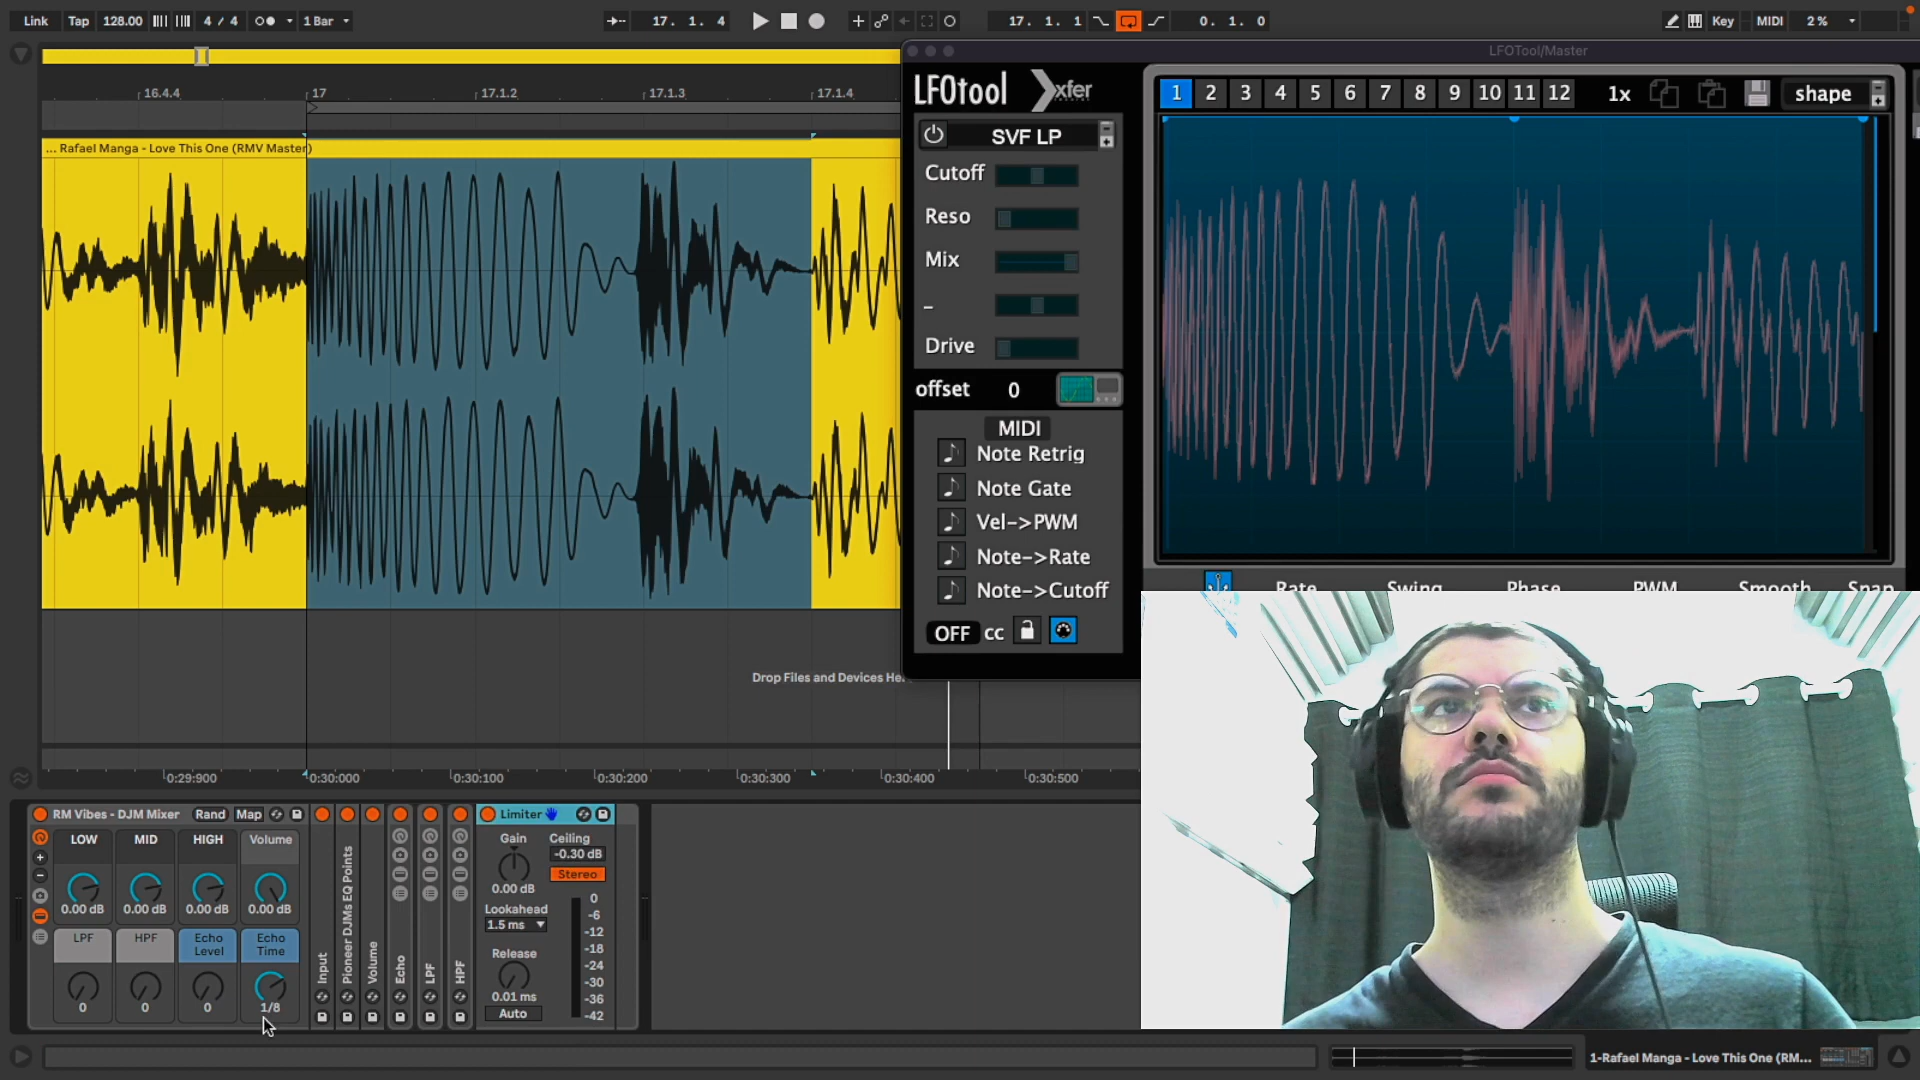 Link Tap 128.00 4 / 4 1 Bar 17. 1. 4 17. 1. 1 0. 1. 0 Key MIDI 2 %
LFOTool/Master
16.4.4 17 17.1.2 17.1.3 17.1.4
... Rafael Manga - Love This One (RMV Master)
LFOtool xfer
1 2 3 4 5 6 7 8 9 10 11 12 1x shape
SVF LP
Cutoff
Reso
Mix
–
Drive
offset 0
MIDI
Note Retrig
Note Gate
Vel->PWM
Note->Rate
Note->Cutoff
OFF cc
Rate Swing Phase PWM Smooth Snap
Drop Files and Devices He
0:29:900 0:30:000 0:30:100 0:30:200 0:30:300 0:30:400 0:30:500
RM Vibes - DJM Mixer Rand Map
LOW MID HIGH Volume
0.00 dB 0.00 dB 0.00 dB 0.00 dB
LPF HPF Echo Level Echo Time
0 0 0 1/8
Input
Pioneer DJMs EQ Points
Volume
Echo
LPF
HPF
Limiter
Gain
0.00 dB
Ceiling
-0.30 dB
Stereo
Lookahead
1.5 ms
Release
0.01 ms
Auto
0
-6
-12
-18
-24
-30
-36
-42
1-Rafael Manga - Love This One (RM...